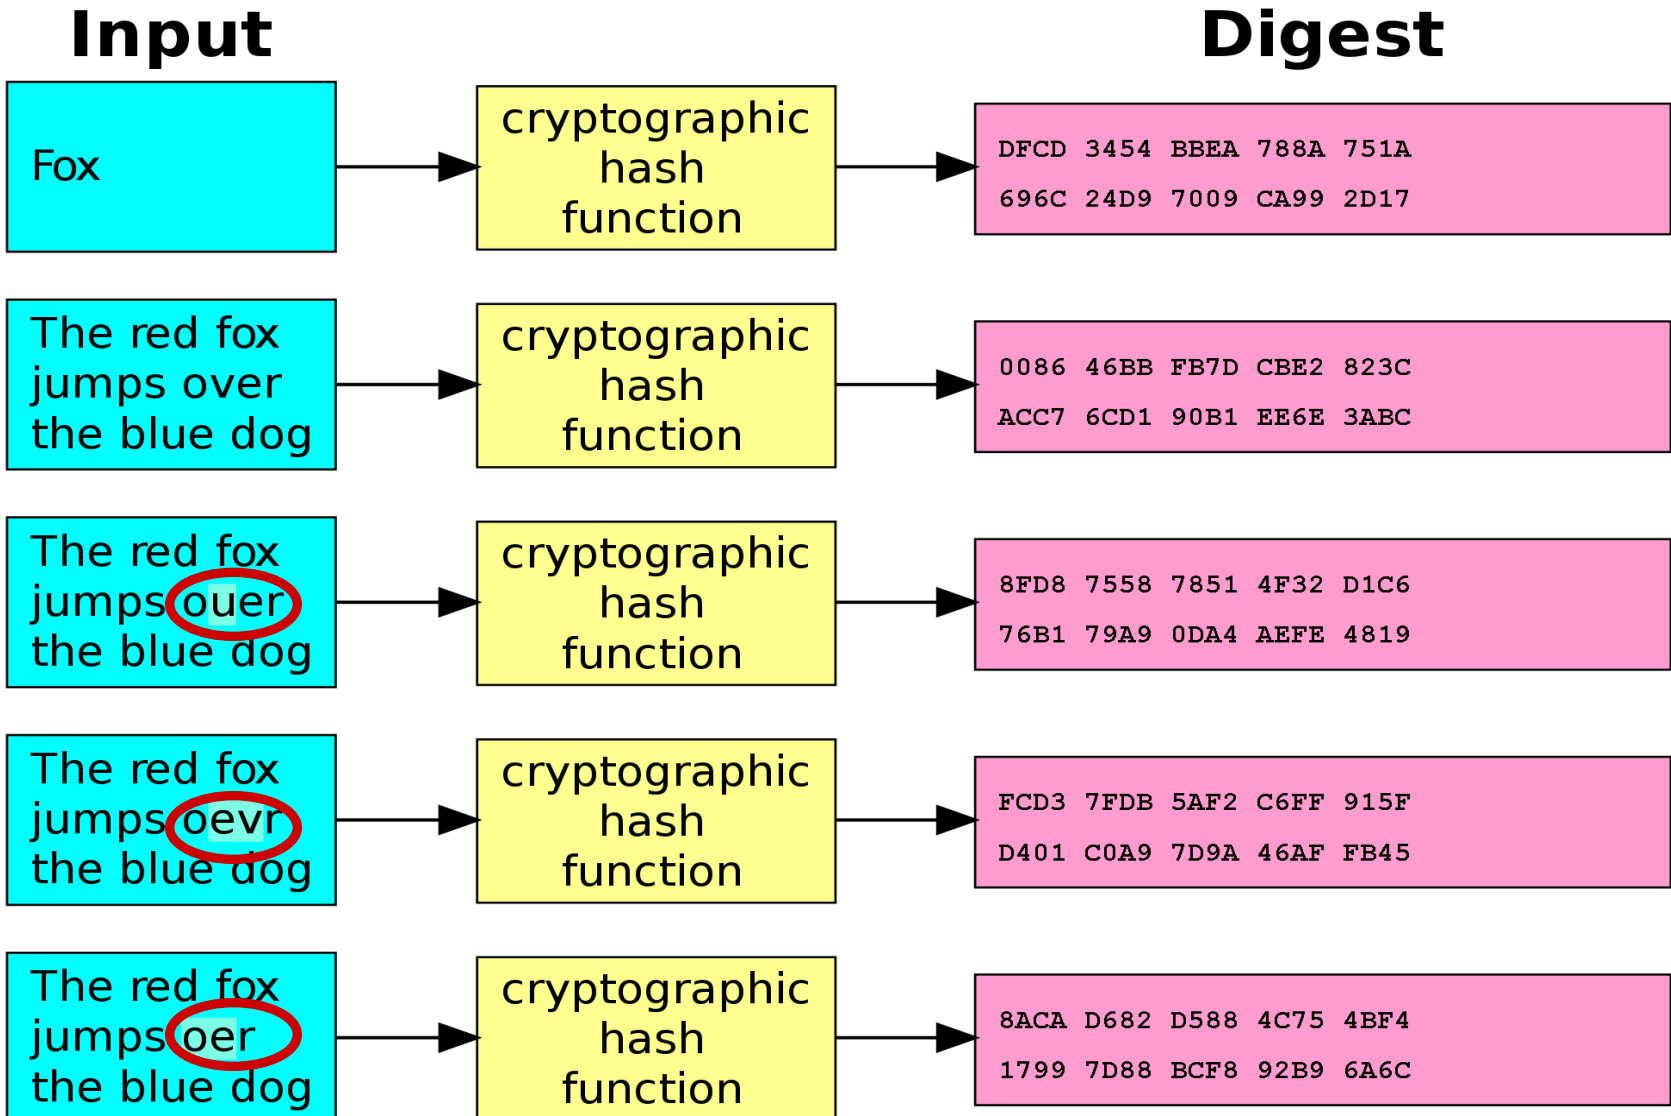 Input
Digest
Fox
cryptographic
hash
function
DFCD 3454 BBEA 788A 751A
696C 24D9 7009 CA99 2D17
The red fox
jumps over
the blue dog
cryptographic
hash
function
0086 46BB FB7D CBE2 823C
ACC7 6CD1 90B1 EE6E 3ABC
The red fox
jumps ouer
the blue dog
cryptographic
hash
function
8FD8 7558 7851 4F32 D1C6
76B1 79A9 0DA4 AEFE 4819
The red fox
jumps oevr
the blue dog
cryptographic
hash
function
FCD3 7FDB 5AF2 C6FF 915F
D401 C0A9 7D9A 46AF FB45
The red fox
jumps oer
the blue dog
cryptographic
hash
function
8ACA D682 D588 4C75 4BF4
1799 7D88 BCF8 92B9 6A6C